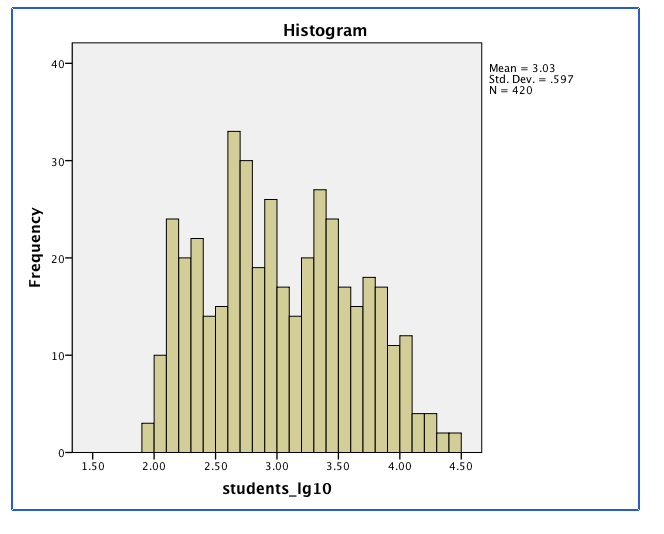 Histogram
Mean = 3.03
Std. Dev. = .597
N = 420
Frequency
40
30
20
10
0
1.50 2.00 2.50 3.00 3.50 4.00 4.50
students_lg10